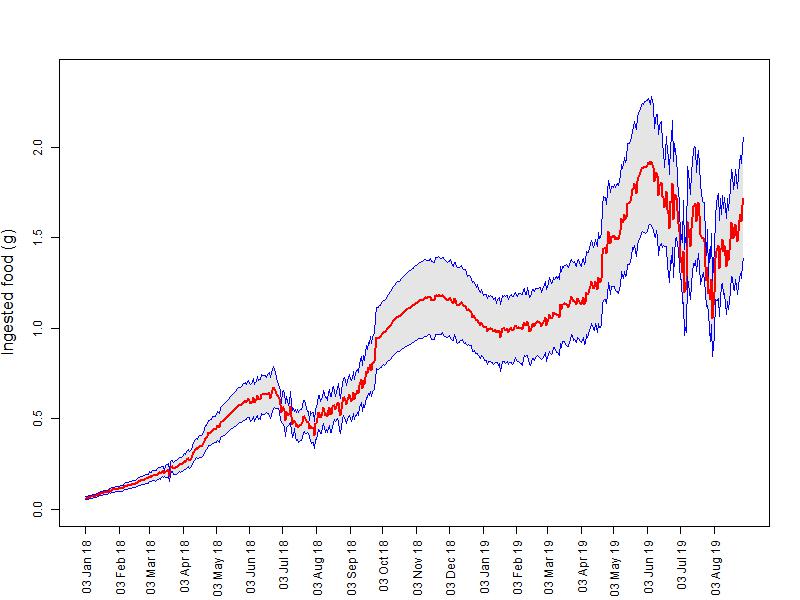 Ingested food (g)
2.0
1.5
1.0
0.5
0.0
03 Jan 18
03 Feb 18
03 Mar 18
03 Apr 18
03 May 18
03 Jun 18
03 Jul 18
03 Aug 18
03 Sep 18
03 Oct 18
03 Nov 18
03 Dec 18
03 Jan 19
03 Feb 19
03 Mar 19
03 Apr 19
03 May 19
03 Jun 19
03 Jul 19
03 Aug 19